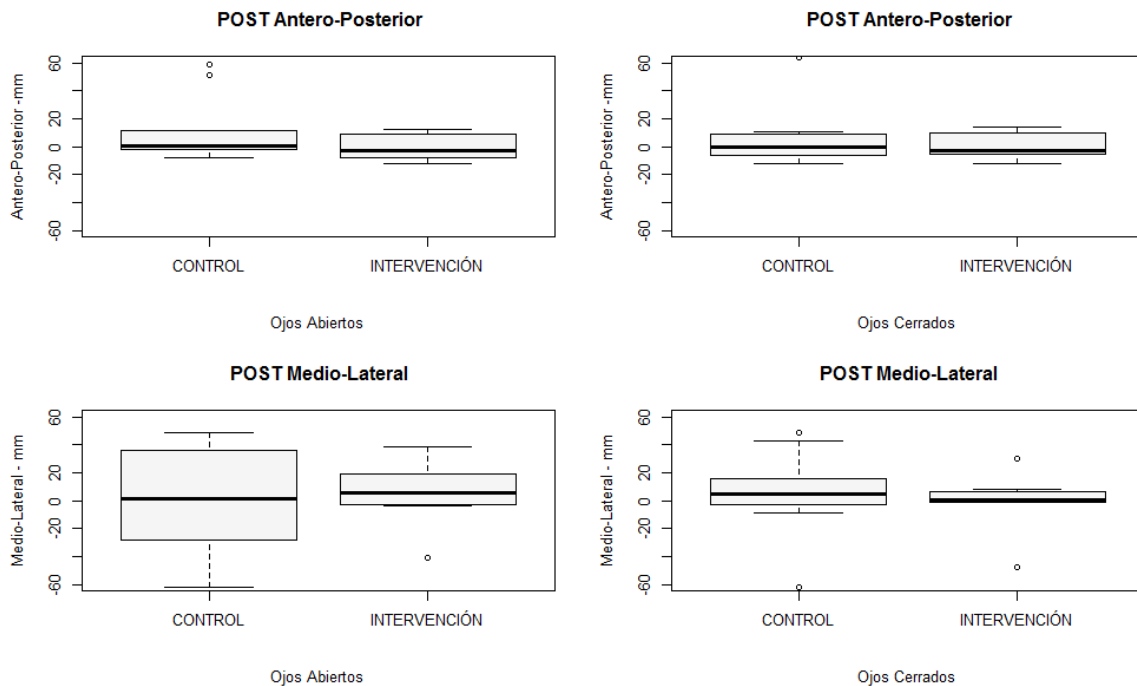 POST Antero-Posterior
Antero-Posterior -mm
60
20
0
-20
-60
CONTROL INTERVENCIÓN
Ojos Abiertos
POST Antero-Posterior
Antero-Posterior -mm
60
20
0
-20
-60
CONTROL INTERVENCIÓN
Ojos Cerrados
POST Medio-Lateral
Medio-Lateral - mm
60
20
0
-20
-60
CONTROL INTERVENCIÓN
Ojos Abiertos
POST Medio-Lateral
Medio-Lateral - mm
60
20
0
-20
-60
CONTROL INTERVENCIÓN
Ojos Cerrados